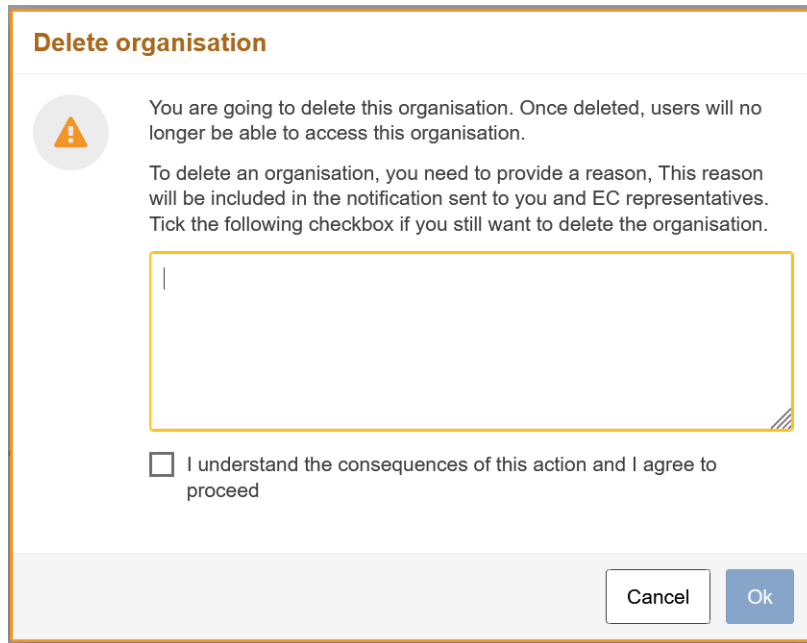 Delete organisation
You are going to delete this organisation. Once deleted, users will no
longer be able to access this organisation.
To delete an organisation, you need to provide a reason, This reason
will be included in the notification sent to you and EC representatives.
Tick the following checkbox if you still want to delete the organisation.
I understand the consequences of this action and I agree to
proceed
Cancel
Ok